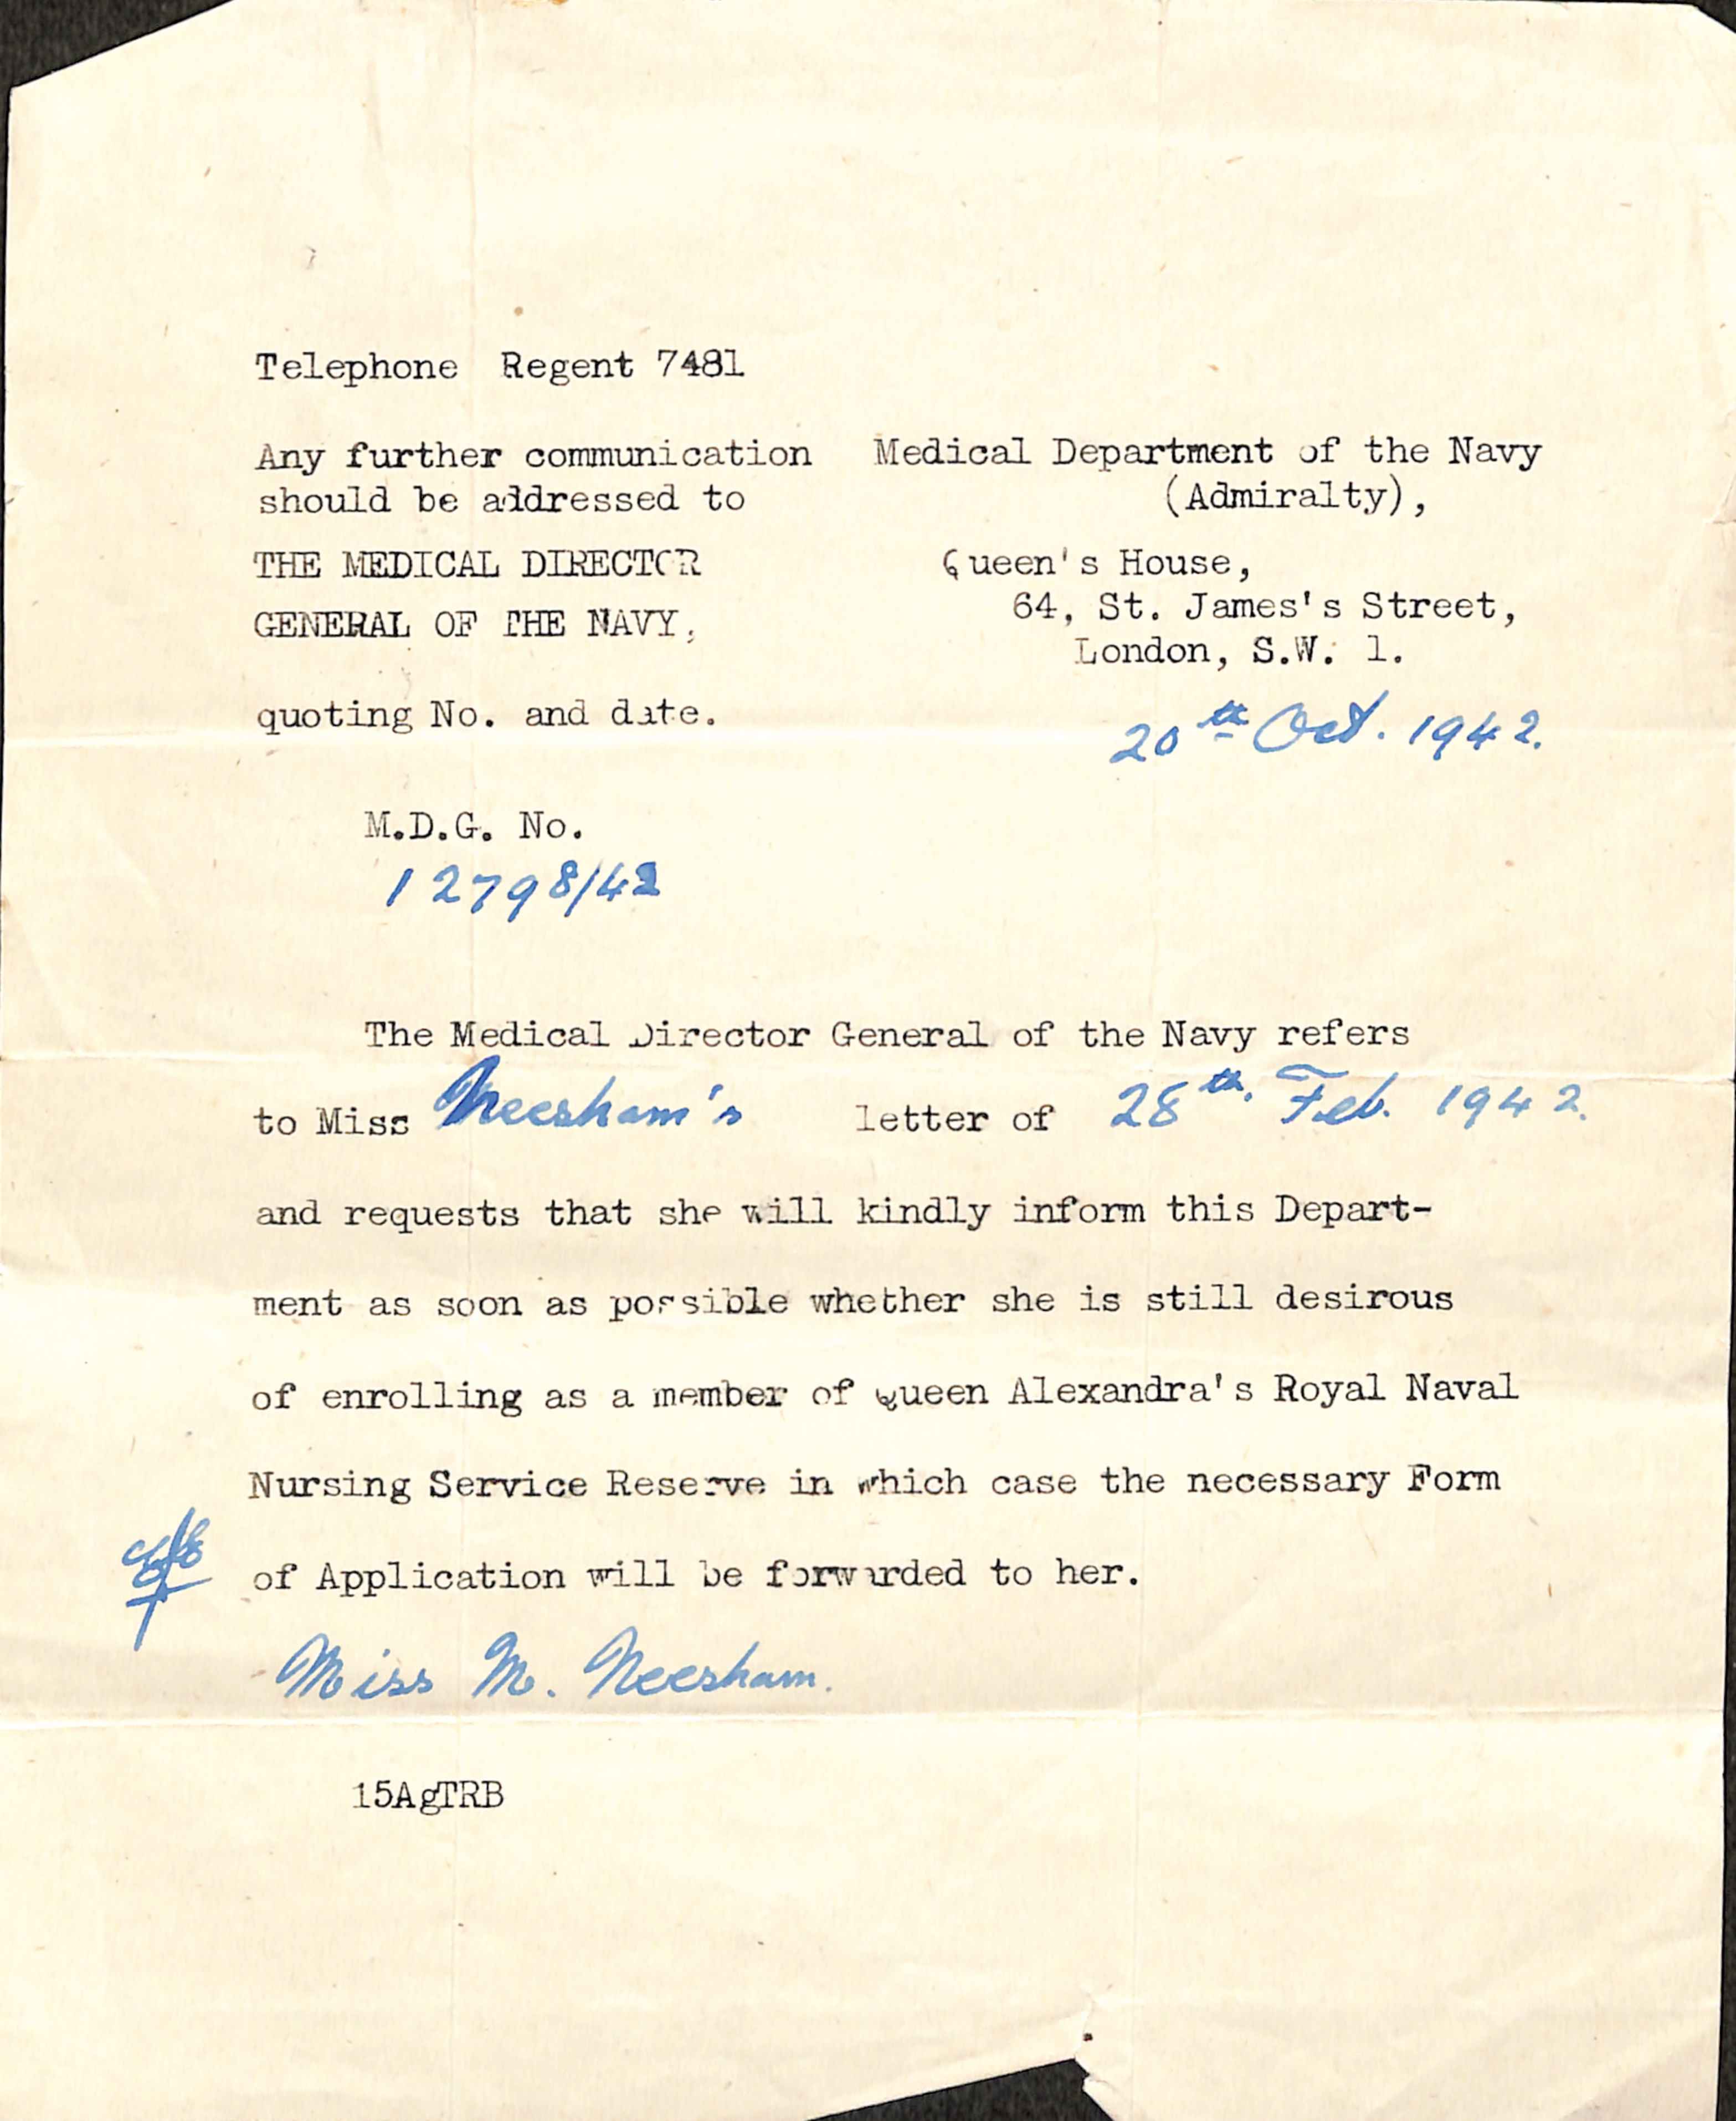 Telephone Regent 7481
Any further communication
should be addressed to
THE MEDICAL DIRECTOR
GENERAL OF THE NAVY,
quoting No. and date.
Medical Department of the Navy
(Admiralty),
Queen's House,
64, St. James's Street,
London, S.W. 1.
20th Oct. 1942.
M.D.G. No.
12798/42
The Medical Director General of the Navy refers
to Miss Neesham's letter of 28th. Feb. 1942.
and requests that she will kindly inform this Depart-
ment as soon as possible whether she is still desirous
of enrolling as a member of Queen Alexandra's Royal Naval
Nursing Service Reserve in which case the necessary Form
of Application will be forwarded to her.
Miss M. Neesham.
15AgTRB